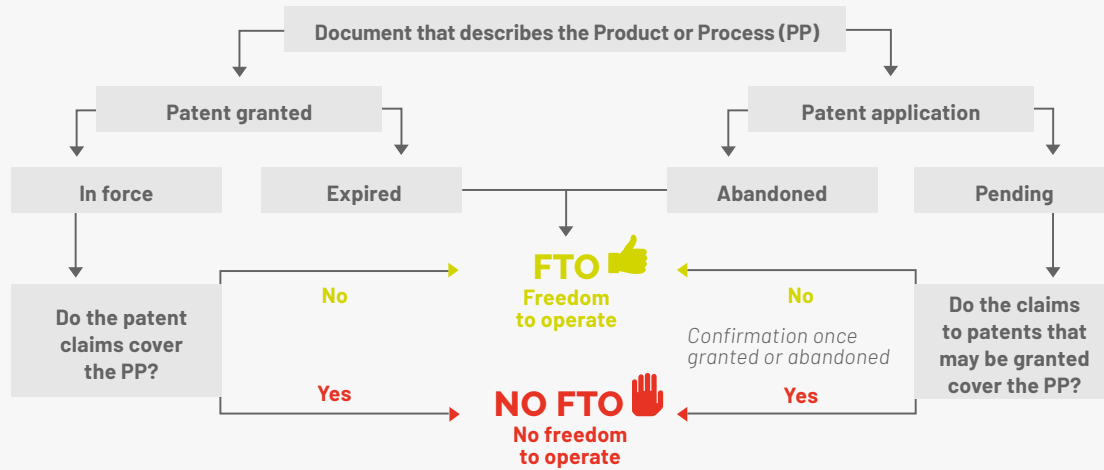 Document that describes the Product or Process (PP)
Patent granted
Patent application
In force
Expired
Abandoned
Pending
FTO
Freedom
to operate
No
No
Do the patent
claims cover
the PP?
Confirmation once
granted or abandoned
Do the claims
to patents that
may be granted
cover the PP?
Yes
Yes
NO FTO
No freedom
to operate